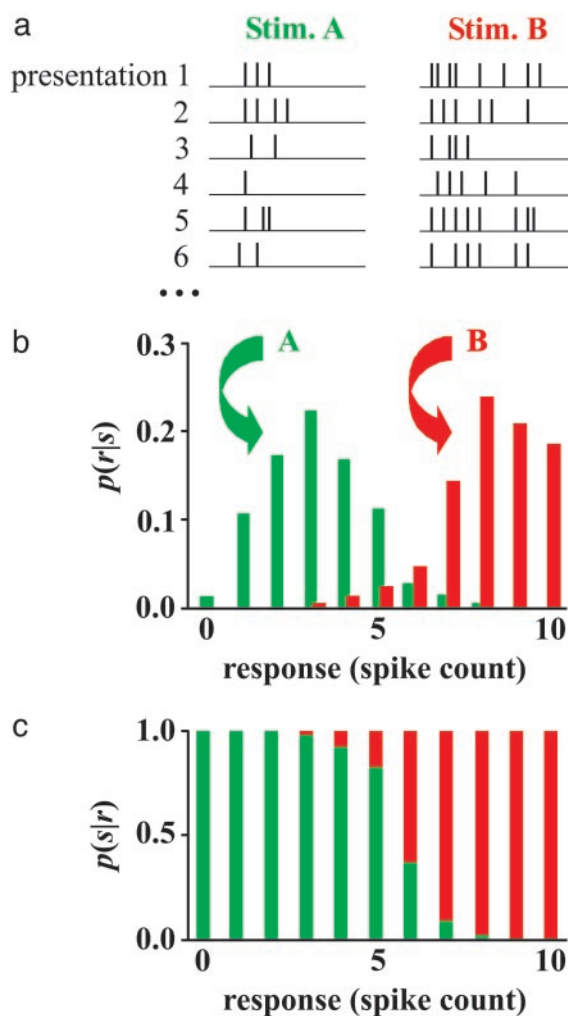 a
Stim. A Stim. B
presentation 1
2
3
4
5
6
...
b
0.3
0.2
0.1
0.0
p(r|s)
A B
0 5 10
response (spike count)
c
1.0
0.5
0.0
p(s|r)
0 5 10
response (spike count)